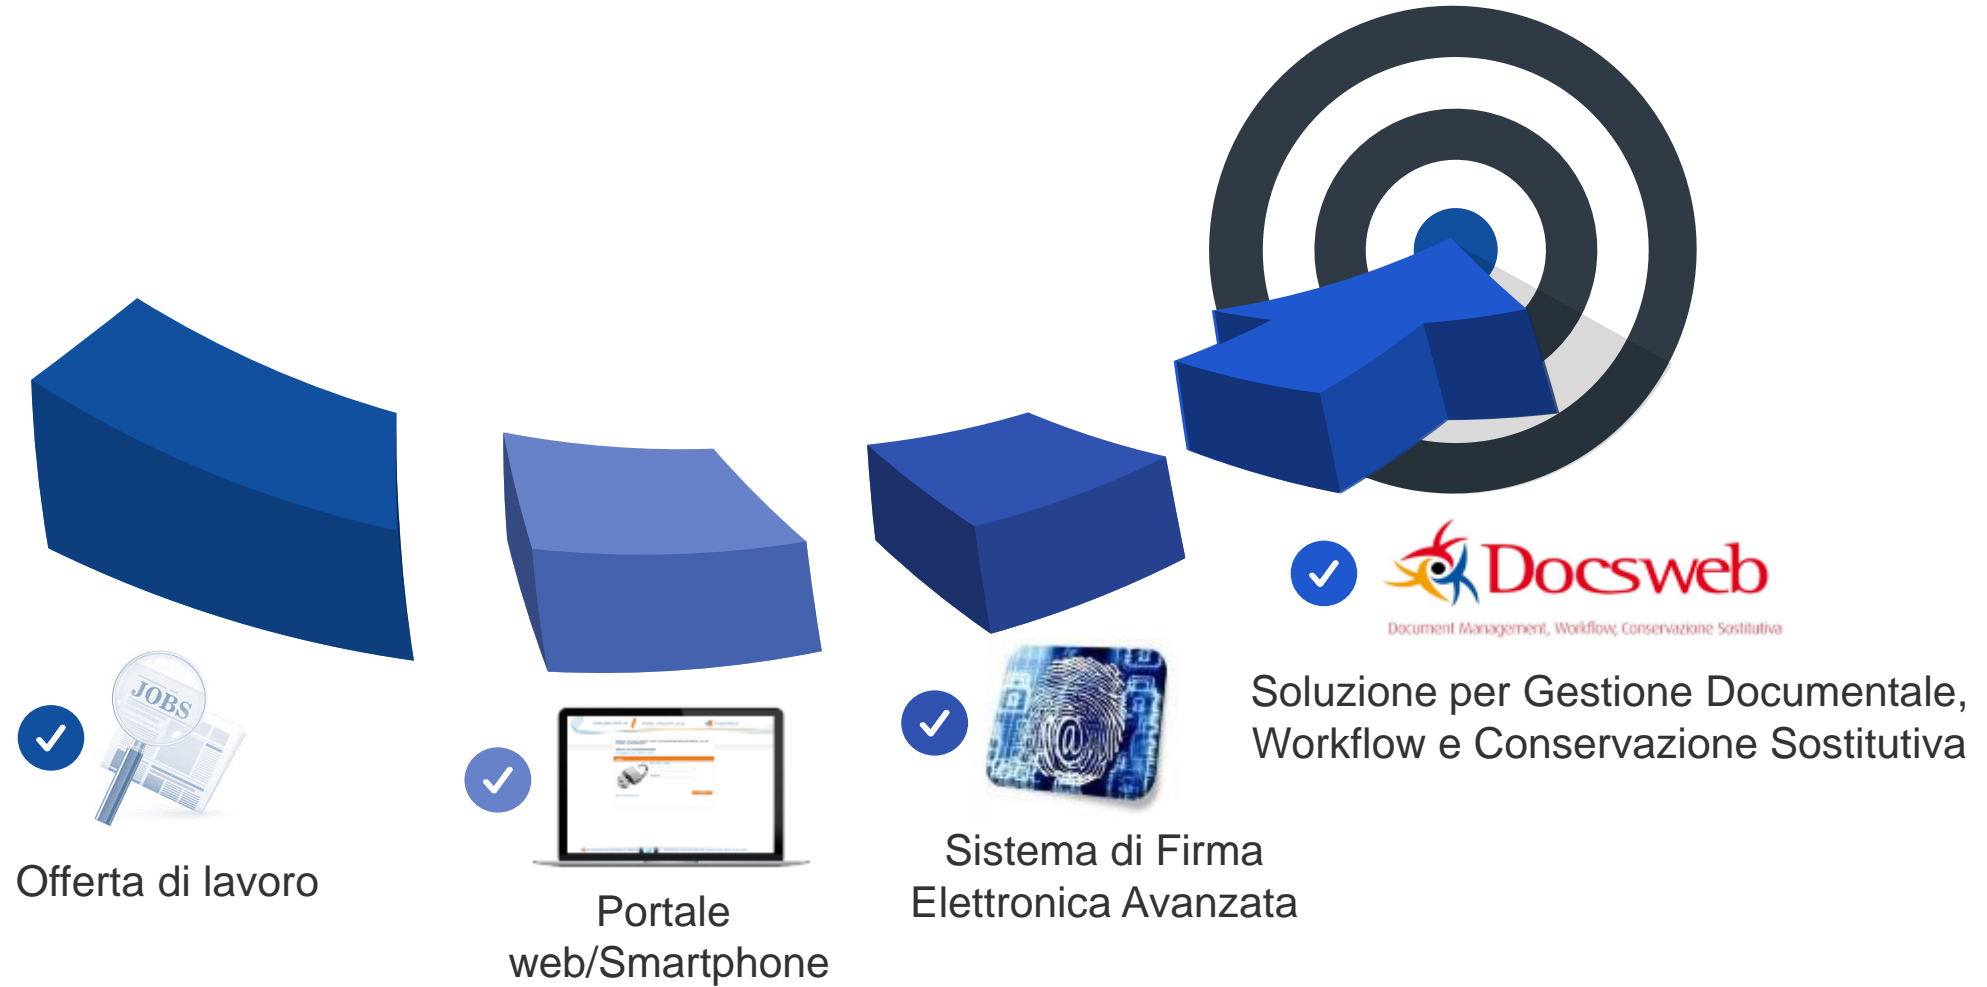 JOBS
Offerta di lavoro
Portale
web/Smartphone
Sistema di Firma
Elettronica Avanzata
@
Docsweb
Document Management, Workflow, Conservazione Sostitutiva
Soluzione per Gestione Documentale,
Workflow e Conservazione Sostitutiva